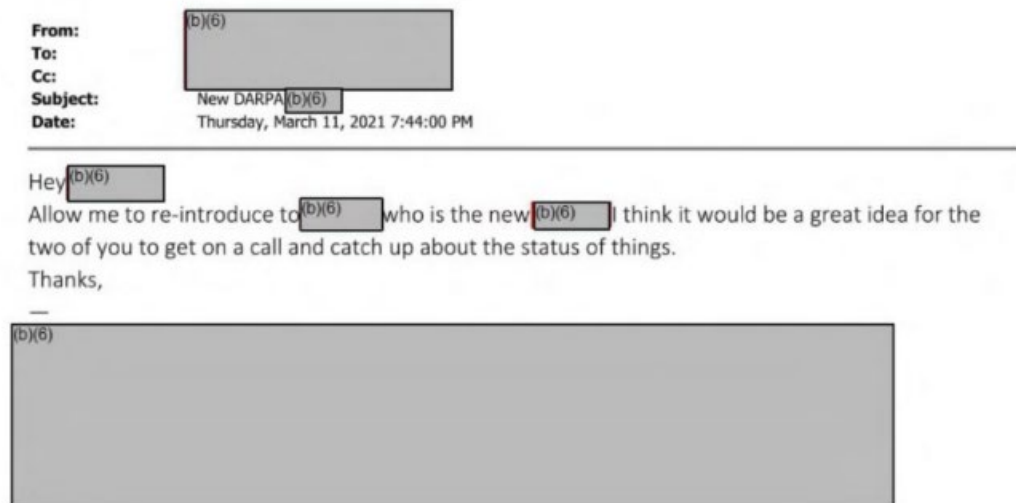 (b)(6)
From:
To:
Cc:
Subject: New DARPA (b)(6)
Date: Thursday, March 11, 2021 7:44:00 PM
Hey (b)(6)
Allow me to re-introduce to (b)(6) who is the new (b)(6) I think it would be a great idea for the
two of you to get on a call and catch up about the status of things.
Thanks,
—
(b)(6)